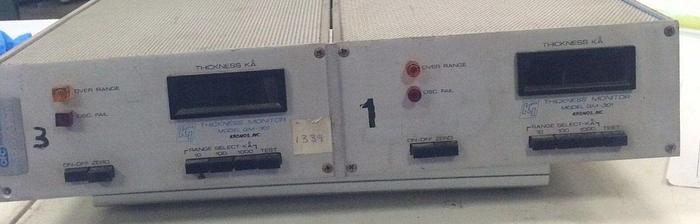 THICKNESS KÅ
OVER RANGE
OSC FAIL
THICKNESS MONITOR
MODEL QM-301
KRONOS, INC.
3
1339
ON-OFF ZERO
RANGE SELECT-KÅ
10 100 1000 TEST
THICKNESS KÅ
OVER RANGE
OSC FAIL
1
THICKNESS MONITOR
MODEL QM-301
KRONOS, INC.
ON-OFF ZERO
RANGE SELECT-KÅ
10 100 1000 TEST